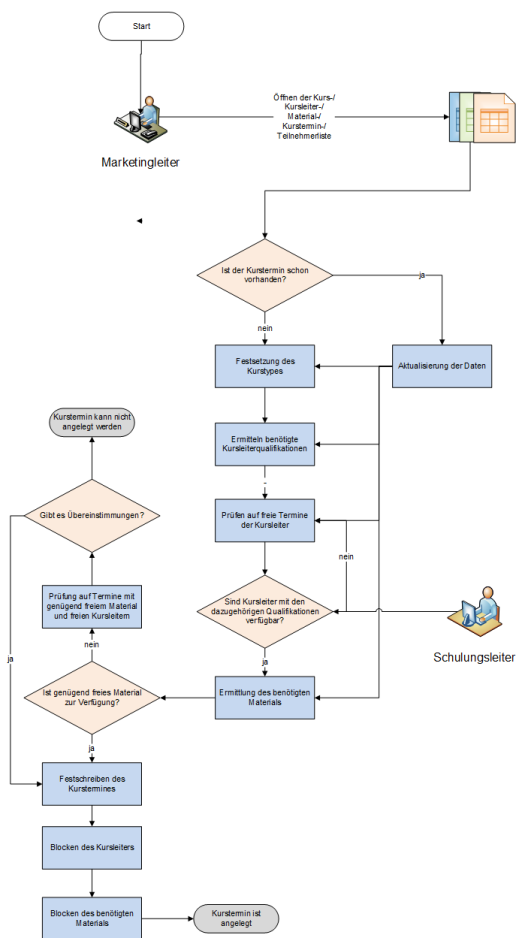 Start
Öffnen der Kurs-/
Kursleiter-/
Material-/
Kurstermin-/
Teilnehmerliste
Marketingleiter
Ist der Kurstermin schon
vorhanden?
ja
nein
Festsetzung des
Kurstypes
Aktualisierung der Daten
Kurstermin kann nicht
angelegt werden
Ermitteln benötigte
Kursleiterqualifikationen
Gibt es Übereinstimmungen?
Prüfen auf freie Termine
der Kursleiter
nein
Prüfung auf Termine mit
genügend freiem Material
und freien Kursleitern
Sind Kursleiter mit den
dazugehörigen Qualifikationen
verfügbar?
Schulungsleiter
nein
ja
ja
Ist genügend freies Material
zur Verfügung?
Ermittlung des benötigten
Materials
ja
Festschreiben des
Kurstermines
Blocken des Kursleiters
Blocken des benötigten
Materials
Kurstermin ist
angelegt